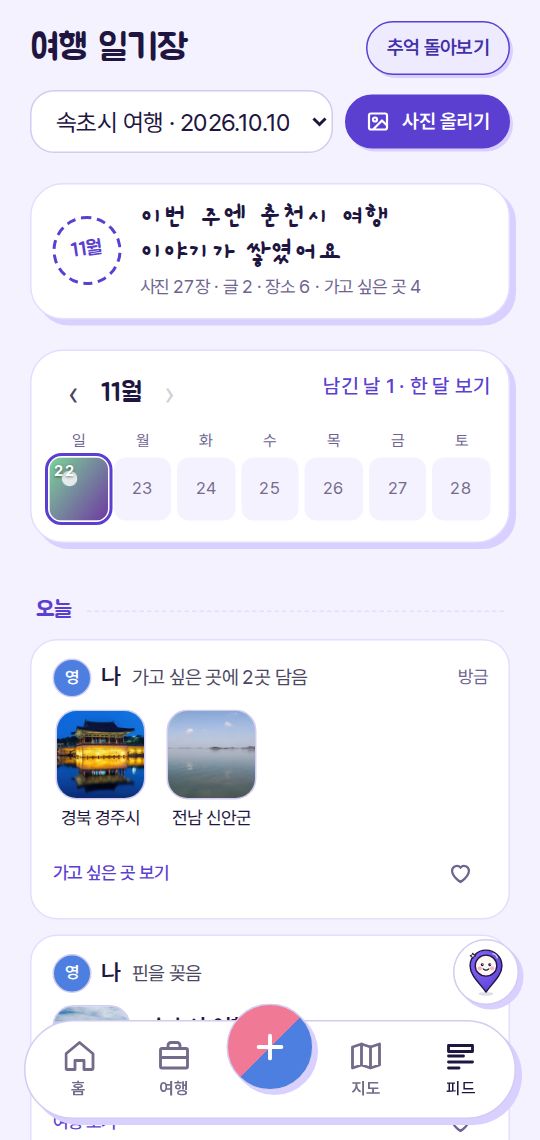 여행 일기장
추억 돌아보기
속초시 여행 · 2026.10.10
사진 올리기
11월
이번 주엔 춘천시 여행
이야기가 쌓였어요
사진 27장 · 글 2 · 장소 6 · 가고 싶은 곳 4
‹ 11월 ›
남긴 날 1 · 한 달 보기
일 월 화 수 목 금 토
22 23 24 25 26 27 28
오늘
영 나 가고 싶은 곳에 2곳 담음 방금
경북 경주시 전남 신안군
가고 싶은 곳 보기
영 나 핀을 꽂음
홈 여행 + 지도 피드